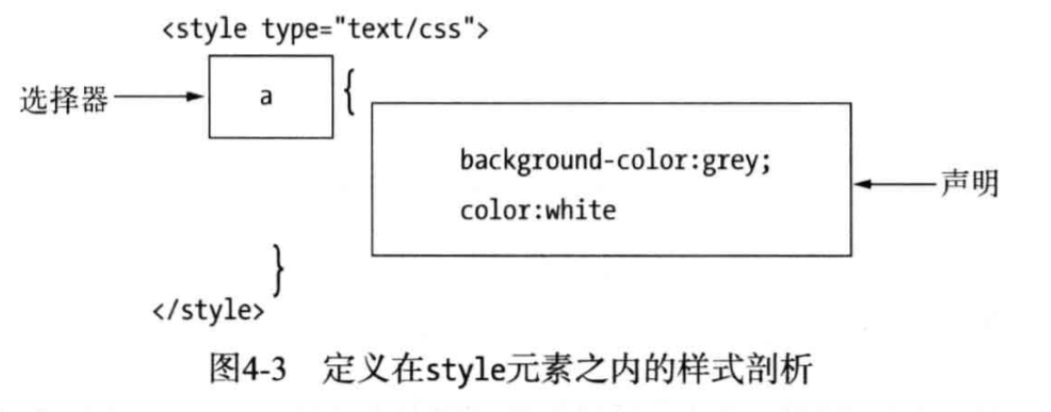 <style type="text/css">
选择器
a
{
background-color:grey;
声明
color:white
}
</style>
图4-3 定义在style元素之内的样式剖析